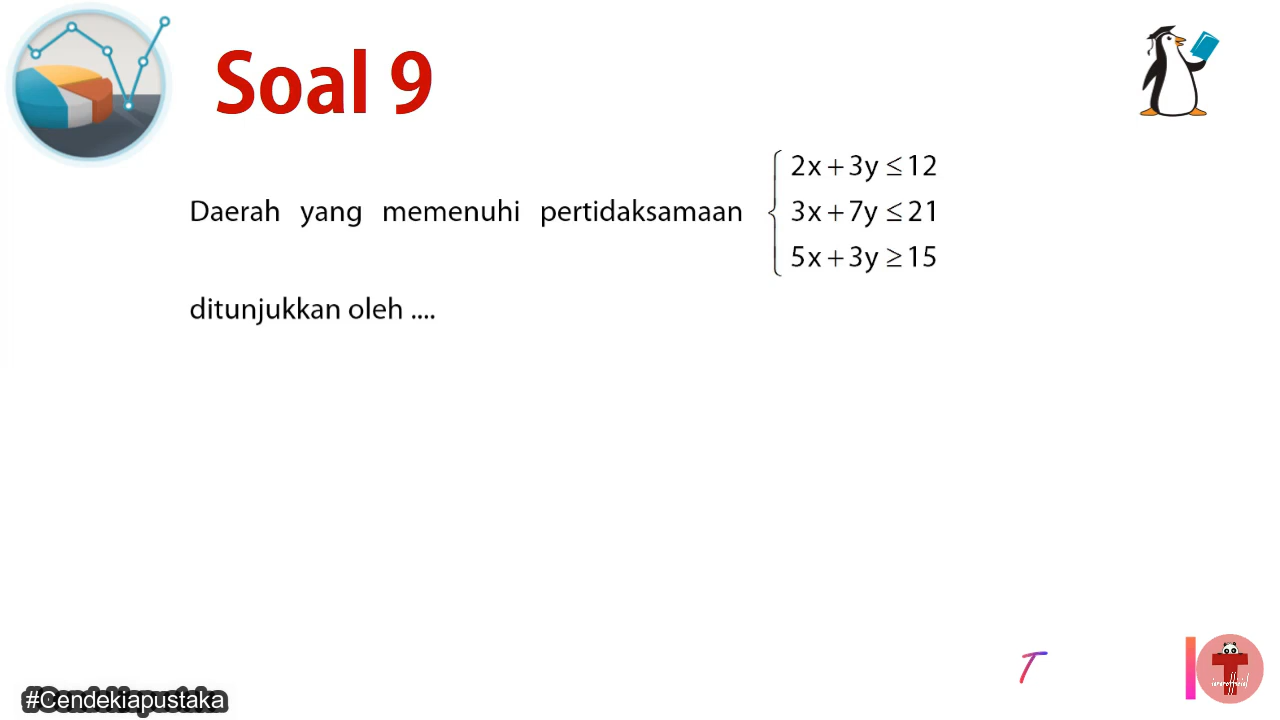 Soal 9
2x + 3y ≤ 12
Daerah yang memenuhi pertidaksamaan 3x + 7y ≤ 21
5x + 3y ≥ 15
ditunjukkan oleh ....
T
T
#Cendekiapustaka